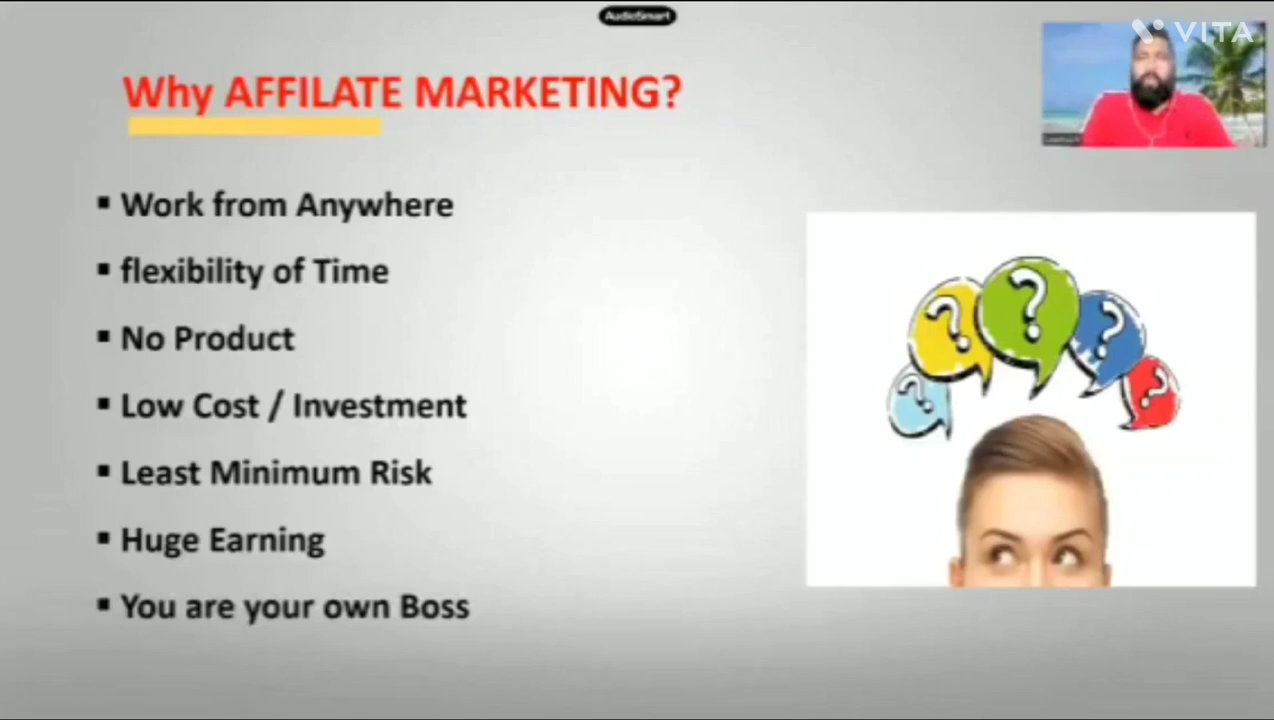 AudioSmart
VITA
Why AFFILATE MARKETING?
▪ Work from Anywhere
▪ flexibility of Time
▪ No Product
▪ Low Cost / Investment
▪ Least Minimum Risk
▪ Huge Earning
▪ You are your own Boss
? ? ? ? ?